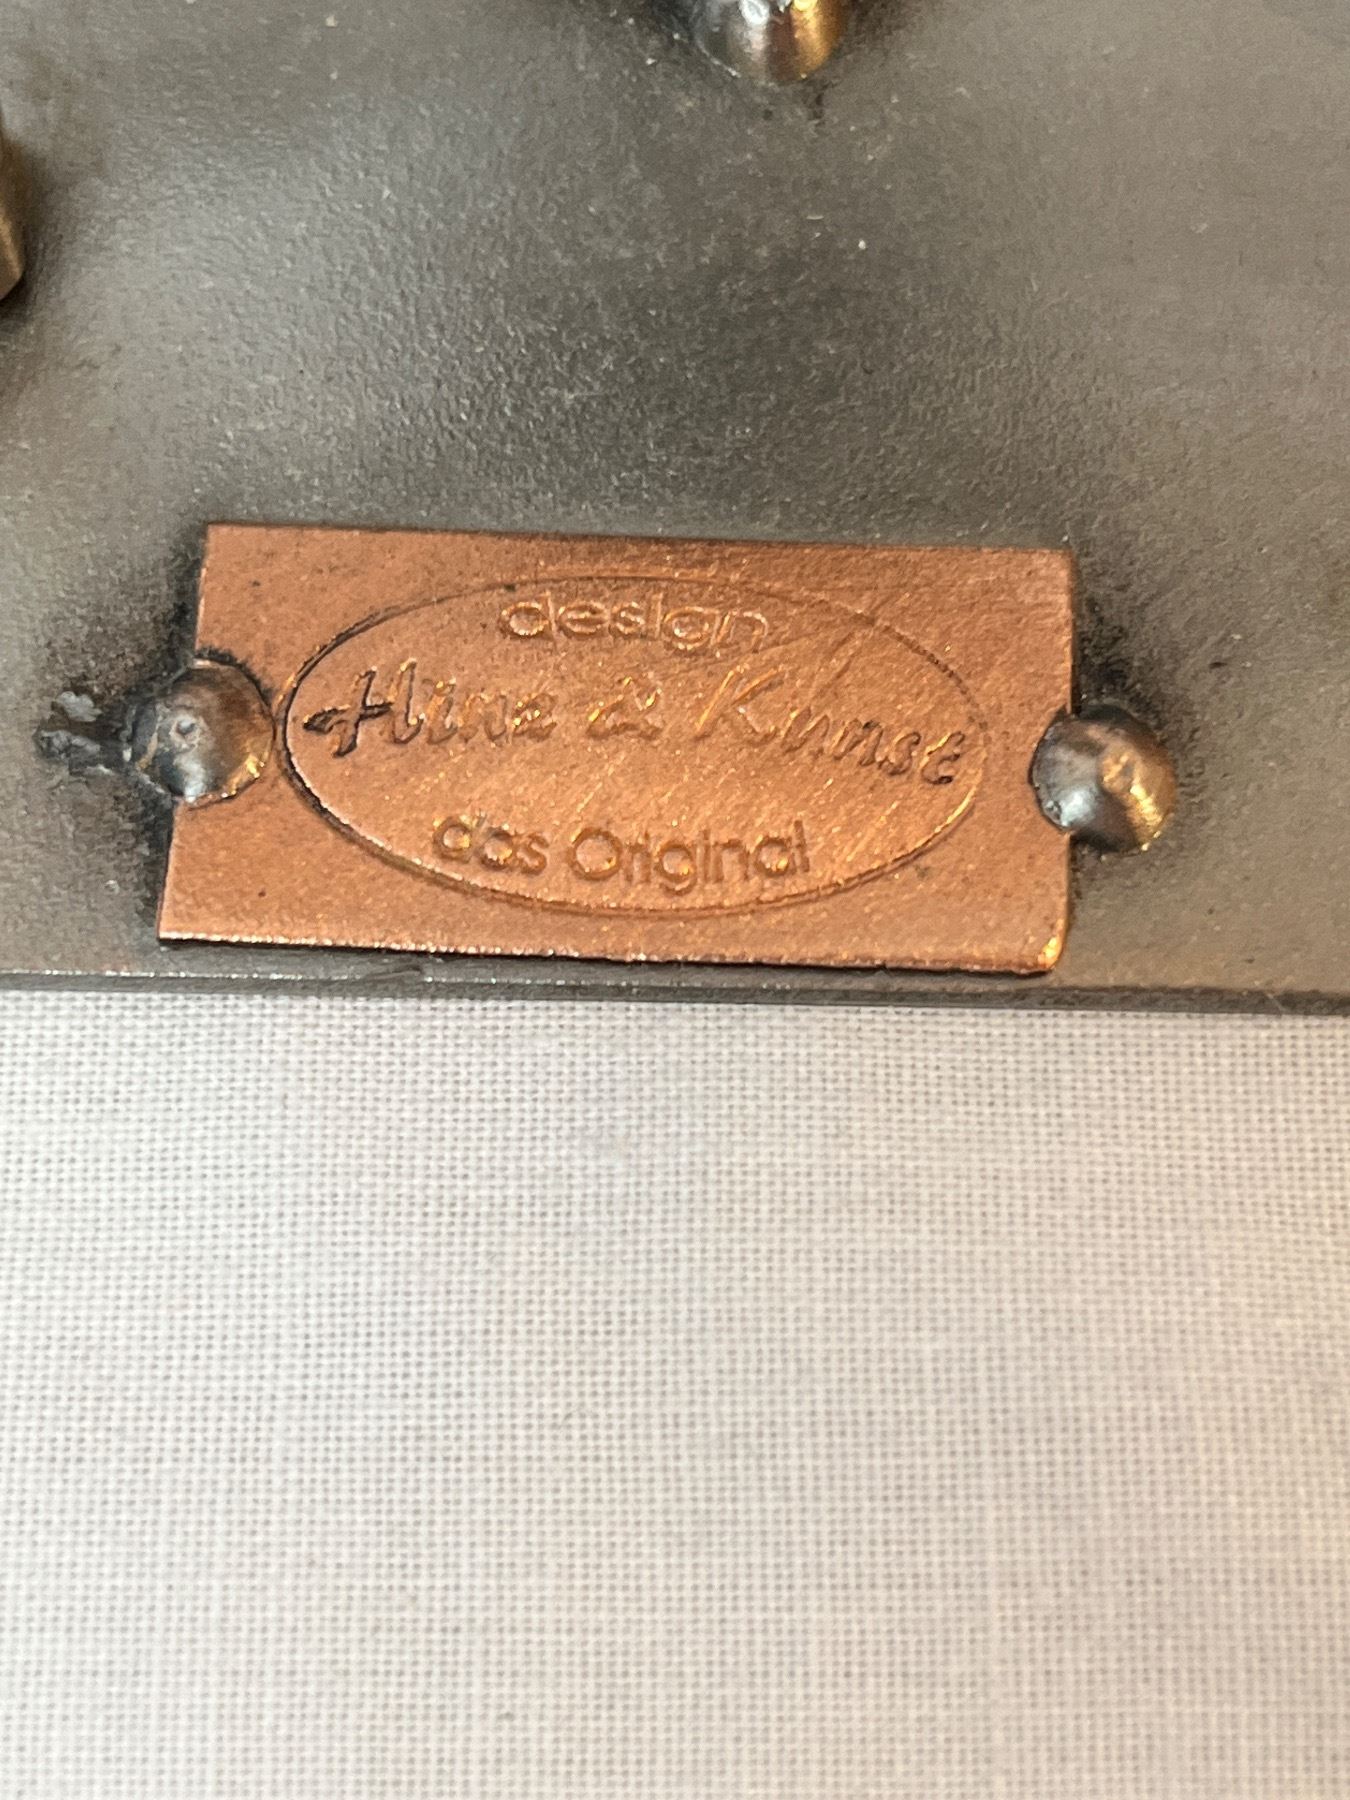 design
Hinz & Kunst
das Original